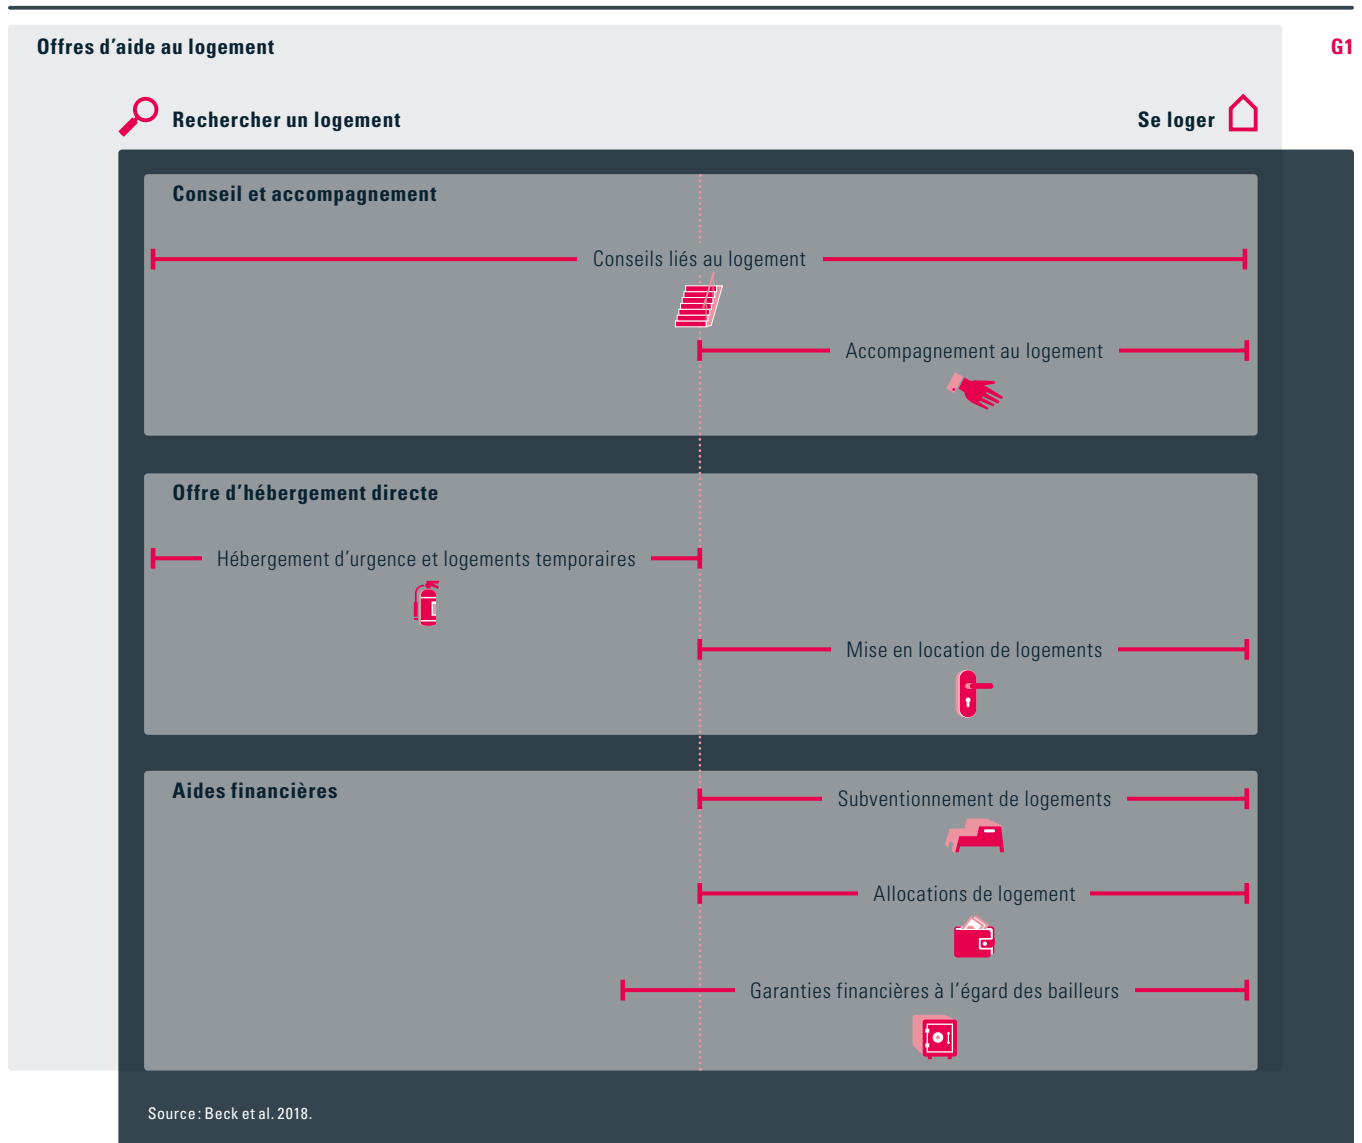 Offres d’aide au logement
G1
Rechercher un logement
Se loger
Conseil et accompagnement
Conseils liés au logement
Accompagnement au logement
Offre d’hébergement directe
Hébergement d’urgence et logements temporaires
Mise en location de logements
Aides financières
Subventionnement de logements
Allocations de logement
Garanties financières à l’égard des bailleurs
Source : Beck et al. 2018.